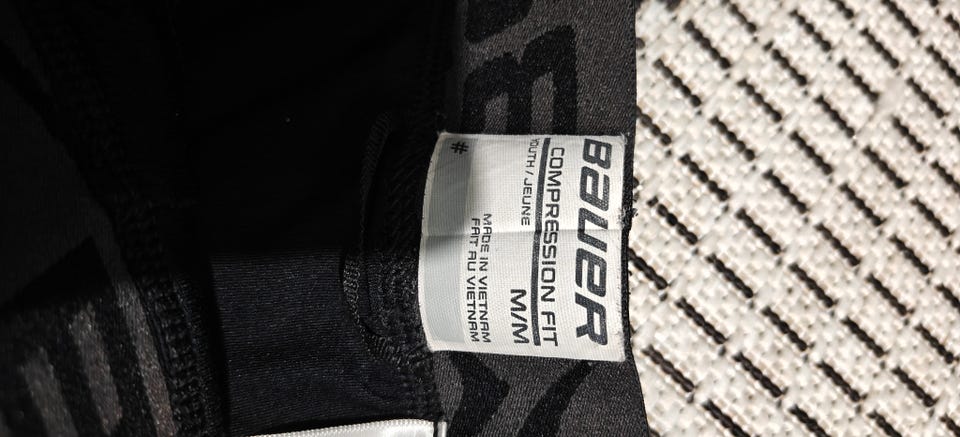 BaUER
COMPRESSION FIT
YOUTH / JEUNE
M/M
MADE IN VIETNAM
FAIT AU VIETNAM
#